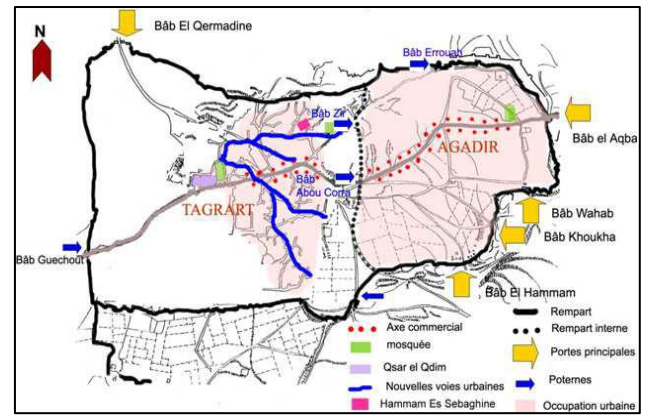 N
Bâb El Qermadine
Bâb Errouah
Bâb Zir
Bâb el Aqba
AGADIR
Bâb
Abou Corra
TAGRART
Bâb Wahab
Bâb Khoukha
Bâb Guechout
Bâb El Hammam
Axe commercial
mosquée
Qsar el Qdim
Nouvelles voies urbaines
Hammam Es Sebaghine
Rempart
Rempart interne
Portes principales
Poternes
Occupation urbaine